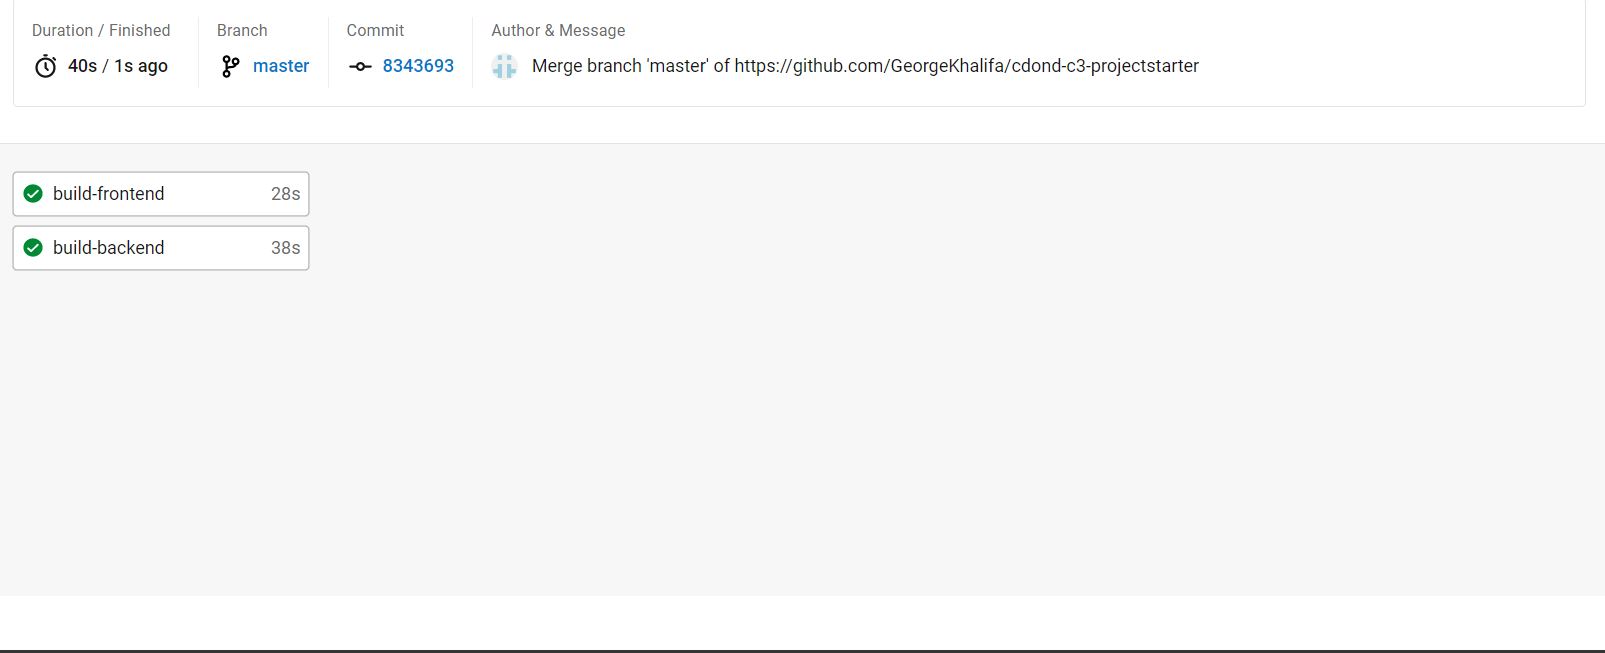 Duration / Finished
40s / 1s ago
Branch
master
Commit
8343693
Author & Message
Merge branch 'master' of https://github.com/GeorgeKhalifa/cdond-c3-projectstarter
build-frontend 28s
build-backend 38s